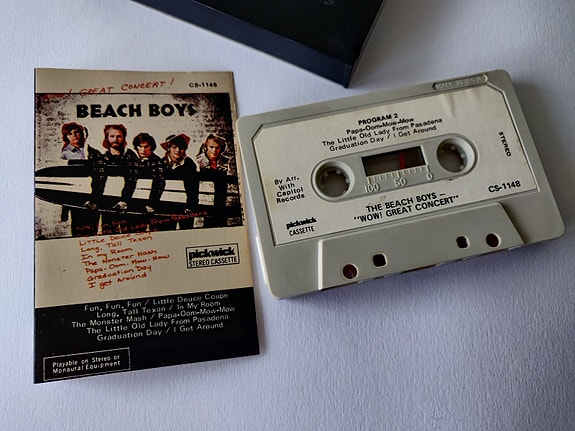 WOW! GREAT CONCERT!
CS-1148
BEACH BOYS
Little Deuce Coupe
Long, Tall Texan
In my Room
The Monster Mash
Papa-Oom-Mow-Mow
Graduation Day
I get Around
pickwick
STEREO CASSETTE
Fun, Fun, Fun / Little Deuce Coupe
Long, Tall Texan / In My Room
The Monster Mash / Papa-Oom-Mow-Mow
The Little Old Lady From Pasadena
Graduation Day / I Get Around
Playable on Stereo or
Monaural Equipment
PROGRAM 2
Papa-Oom-Mow-Mow
The Little Old Lady From Pasadena
Graduation Day / I Get Around
STEREO
By Arr.
With
Capitol
Records
100 50 0
pickwick
THE BEACH BOYS —
"WOW! GREAT CONCERT"
CS-1148